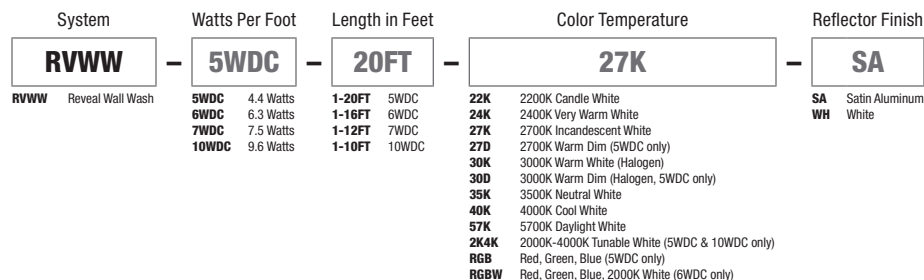 System Watts Per Foot Length in Feet Color Temperature Reflector Finish
RVWW – 5WDC – 20FT – 27K – SA
RVWW Reveal Wall Wash
5WDC 4.4 Watts
6WDC 6.3 Watts
7WDC 7.5 Watts
10WDC 9.6 Watts
1-20FT 5WDC
1-16FT 6WDC
1-12FT 7WDC
1-10FT 10WDC
22K 2200K Candle White
24K 2400K Very Warm White
27K 2700K Incandescent White
27D 2700K Warm Dim (5WDC only)
30K 3000K Warm White (Halogen)
30D 3000K Warm Dim (Halogen, 5WDC only)
35K 3500K Neutral White
40K 4000K Cool White
57K 5700K Daylight White
2K4K 2000K-4000K Tunable White (5WDC & 10WDC only)
RGB Red, Green, Blue (5WDC only)
RGBW Red, Green, Blue, 2000K White (6WDC only)
SA Satin Aluminum
WH White